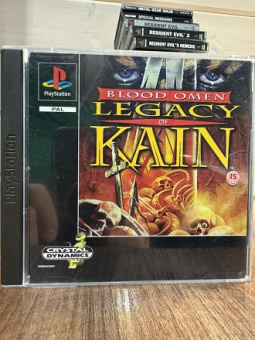 METAL GEAR SOLID
SPECIAL MISSIONS
RESIDENT EVIL
RESIDENT EVIL 2
RESIDENT EVIL 3 NEMESIS
PlayStation
PAL
BLOOD OMEN
LEGACY
OF
KAIN
15
CRYSTAL
DYNAMICS
PlayStation